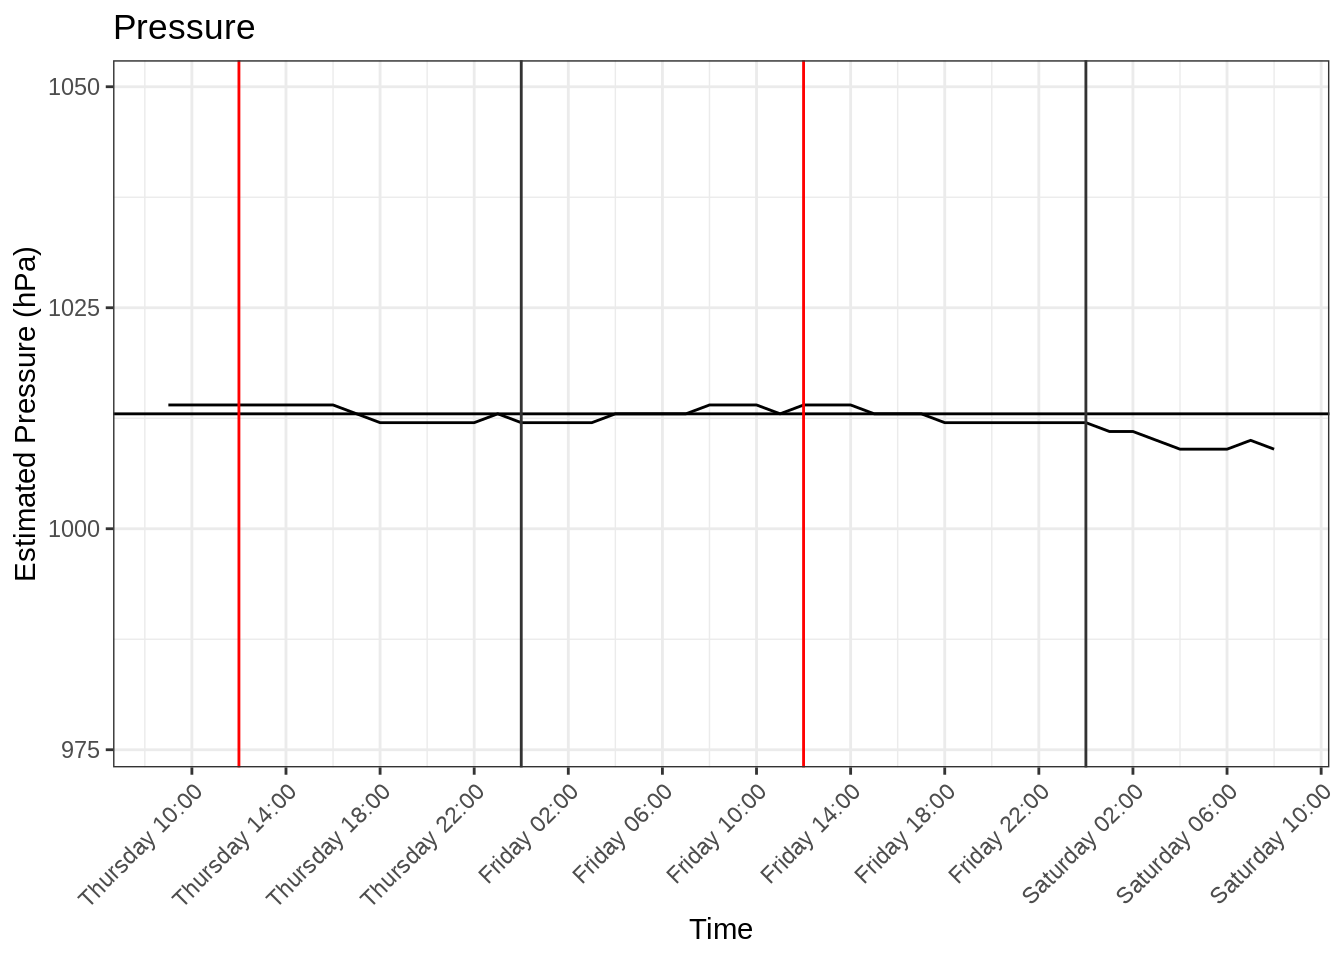 Pressure
Estimated Pressure (hPa)
1050
1025
1000
975
Thursday 10:00
Thursday 14:00
Thursday 18:00
Thursday 22:00
Friday 02:00
Friday 06:00
Friday 10:00
Friday 14:00
Friday 18:00
Friday 22:00
Saturday 02:00
Saturday 06:00
Saturday 10:00
Time